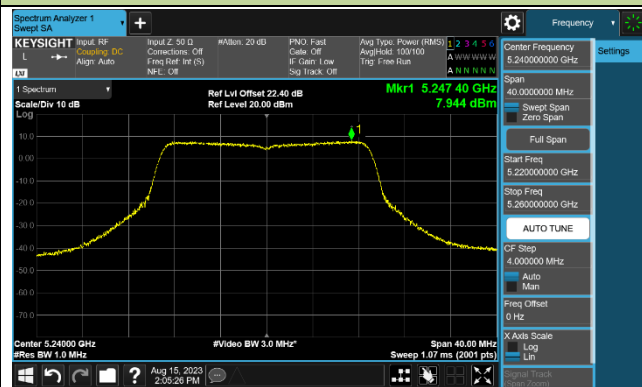 Spectrum Analyzer 1
Swept SA
Frequency
KEYSIGHT
Input: RF
Coupling: DC
Align: Auto
Input Z: 50 Ω
Corrections: Off
Freq Ref: Int (S)
NFE: Off
#Atten: 20 dB
PNO: Fast
Gate: Off
IF Gain: Low
Sig Track: Off
Avg Type: Power (RMS)
Avg|Hold: 100/100
Trig: Free Run
1 2 3 4 5 6
A W W W W W
A N N N N N
L
LXI
1 Spectrum
Scale/Div 10 dB
Log
Ref Lvl Offset 22.40 dB
Ref Level 20.00 dBm
Mkr1 5.247 40 GHz
7.944 dBm
1
10.0
0.00
-10.0
-20.0
-30.0
-40.0
-50.0
-60.0
-70.0
Center 5.24000 GHz
#Res BW 1.0 MHz
#Video BW 3.0 MHz*
Span 40.00 MHz
Sweep 1.07 ms (2001 pts)
Aug 15, 2023
2:05:26 PM
?
Center Frequency
5.240000000 GHz
Settings
Span
40.0000000 MHz
Swept Span
Zero Span
Full Span
Start Freq
5.220000000 GHz
Stop Freq
5.260000000 GHz
AUTO TUNE
CF Step
4.000000 MHz
Auto
Man
Freq Offset
0 Hz
X Axis Scale
Log
Lin
Signal Track
(Span Zoom)